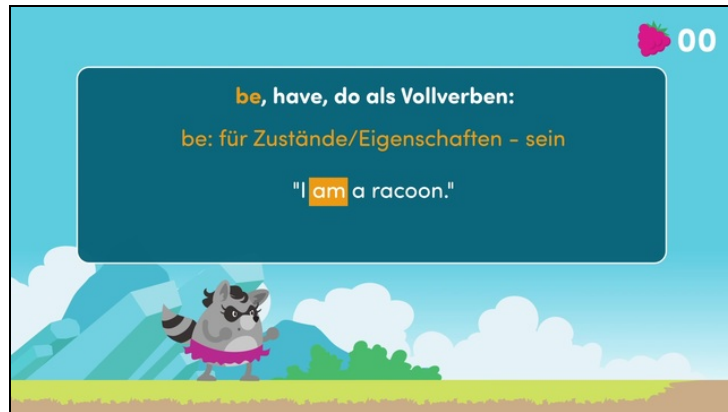 00
be, have, do als Vollverben:
be: für Zustände/Eigenschaften - sein
"I am a racoon."